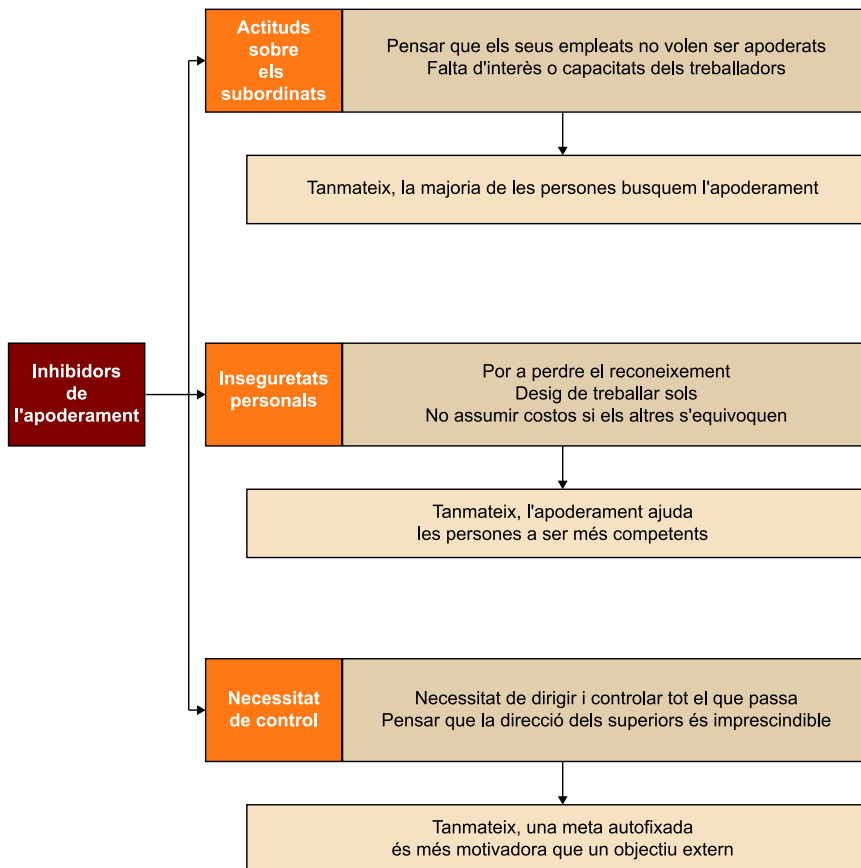 Actituds
sobre
els
subordinats
Pensar que els seus empleats no volen ser apoderats
Falta d'interès o capacitats dels treballadors
Tanmateix, la majoria de les persones busquem l'apoderament
Inhibidors
de
l'apoderament
Inseguretats
personals
Por a perdre el reconeixement
Desig de treballar sols
No assumir costos si els altres s'equivoquen
Tanmateix, l'apoderament ajuda
les persones a ser més competents
Necessitat
de control
Necessitat de dirigir i controlar tot el que passa
Pensar que la direcció dels superiors és imprescindible
Tanmateix, una meta autofixada
és més motivadora que un objectiu extern